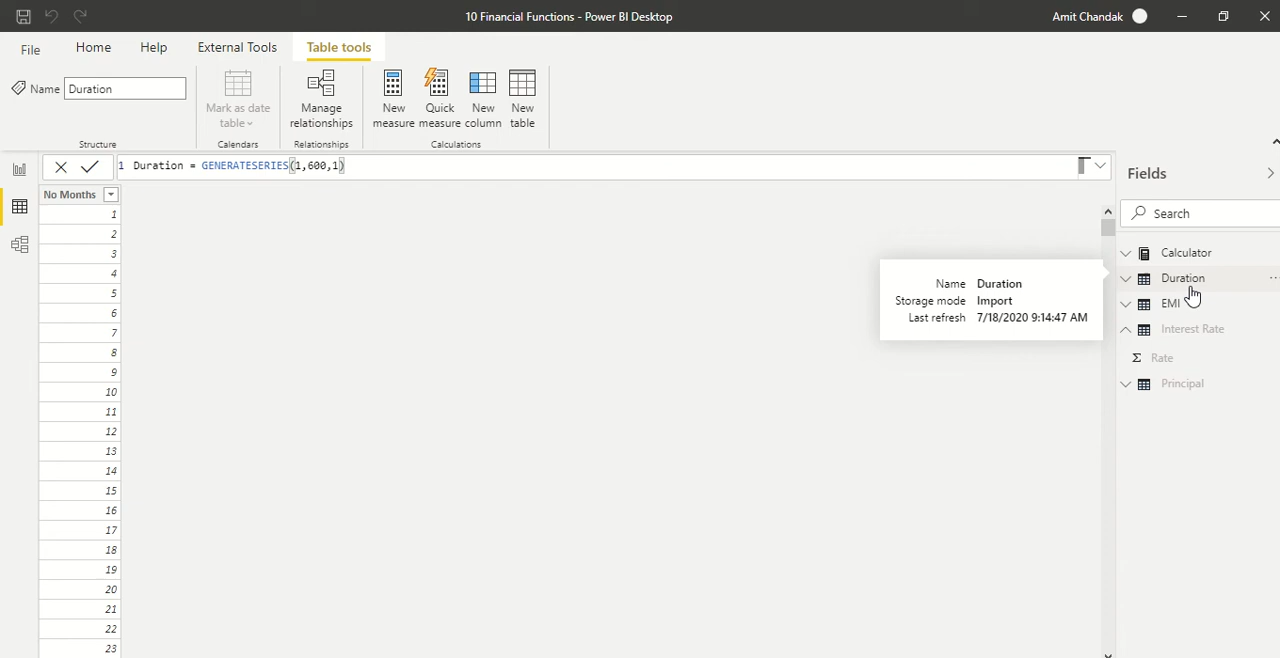 10 Financial Functions - Power BI Desktop
Amit Chandak
File Home Help External Tools Table tools
Name Duration
Structure
Mark as date
table
Calendars
Manage
relationships
Relationships
New
measure
Quick
measure
New
column
New
table
Calculations
1 Duration = GENERATESERIES(1,600,1)
No Months
1
2
3
4
5
6
7
8
9
10
11
12
13
14
15
16
17
18
19
20
21
22
23
Name Duration
Storage mode Import
Last refresh 7/18/2020 9:14:47 AM
Fields
Search
Calculator
Duration
EMI
Interest Rate
Σ Rate
Principal